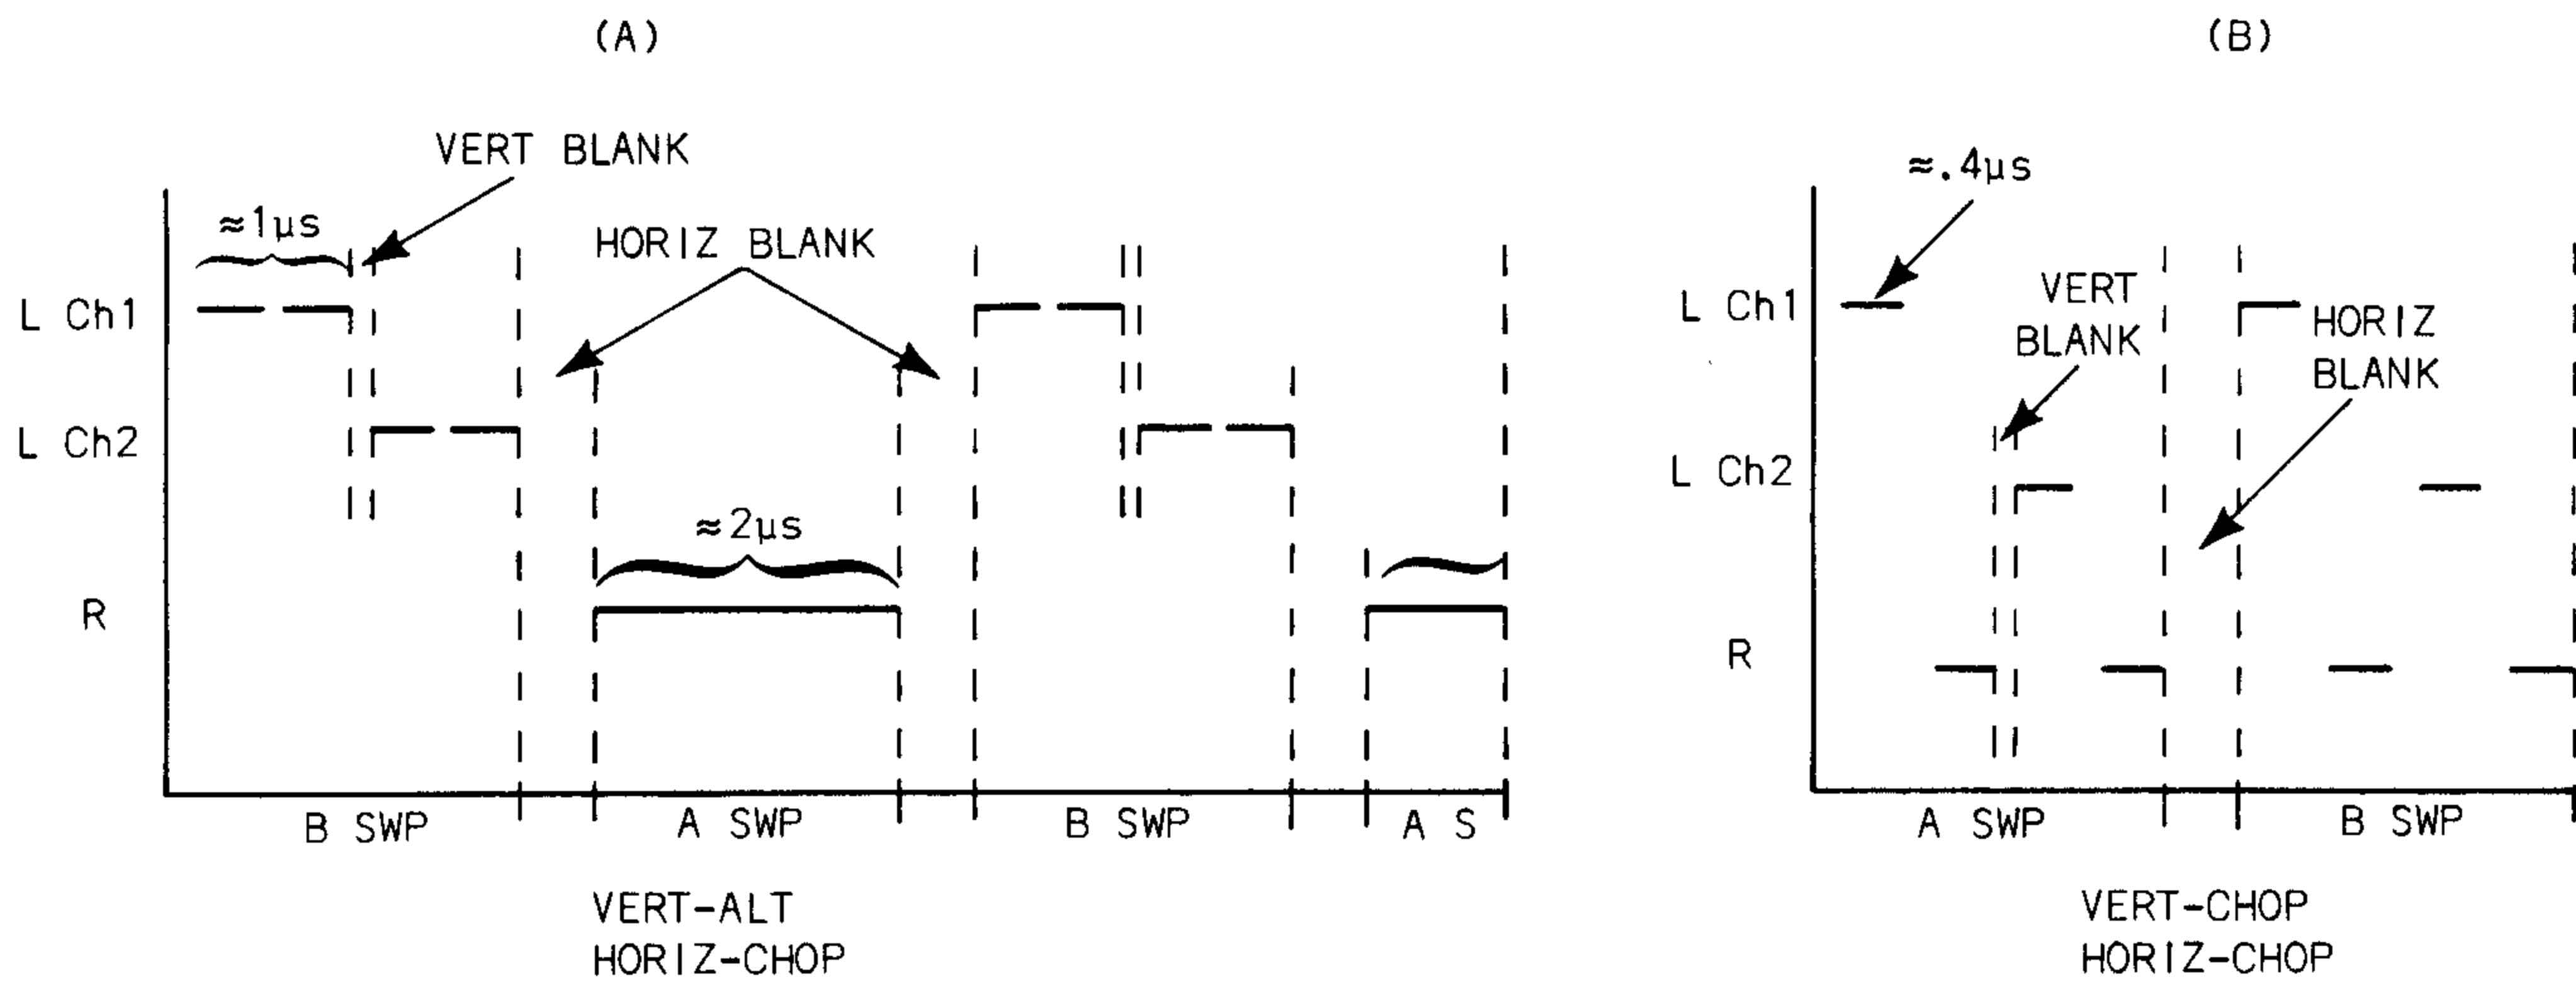 (A)
VERT BLANK
≈1µs
HORIZ BLANK
L Ch1
L Ch2
≈2µs
R
B SWP
A SWP
B SWP
A S
VERT-ALT
HORIZ-CHOP
(B)
≈.4µs
L Ch1
VERT
BLANK
HORIZ
BLANK
L Ch2
R
A SWP
B SWP
VERT-CHOP
HORIZ-CHOP